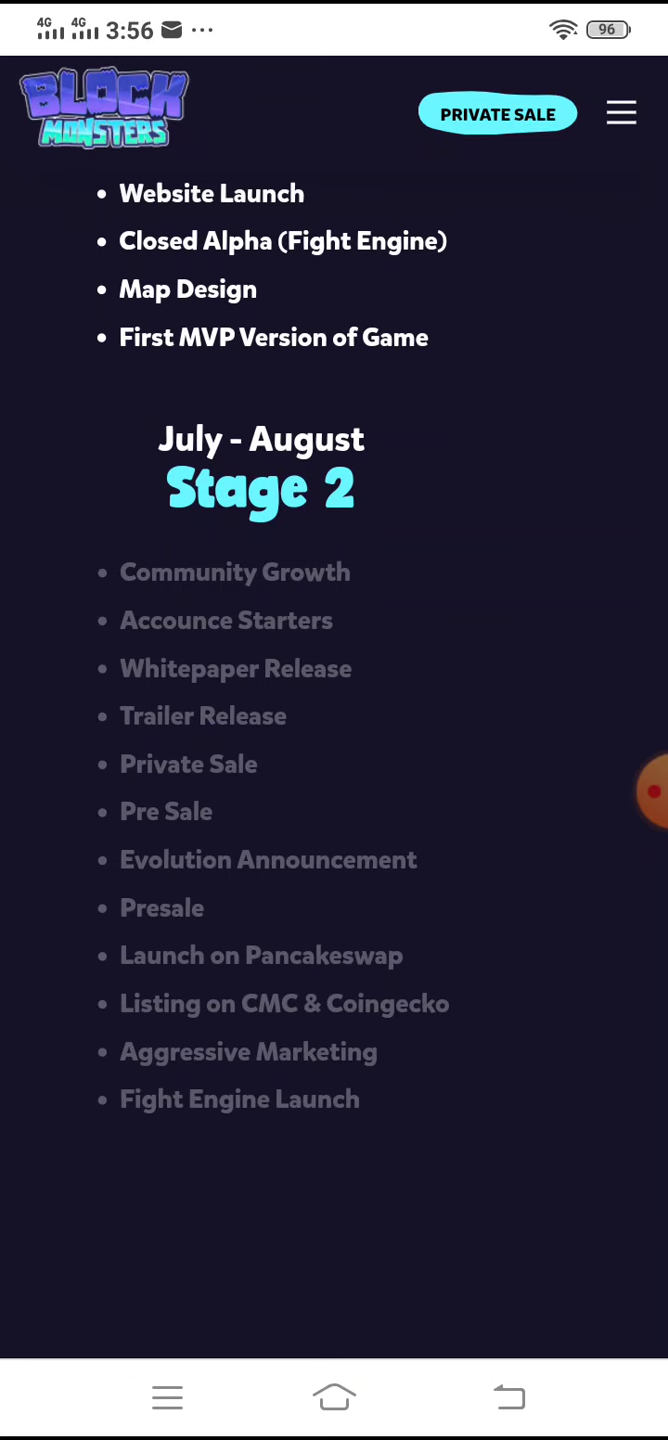 4G 4G 3:56 ... 96
BLOCK
MONSTERS
PRIVATE SALE
• Website Launch
• Closed Alpha (Fight Engine)
• Map Design
• First MVP Version of Game
July - August
Stage 2
• Community Growth
• Accounce Starters
• Whitepaper Release
• Trailer Release
• Private Sale
• Pre Sale
• Evolution Announcement
• Presale
• Launch on Pancakeswap
• Listing on CMC & Coingecko
• Aggressive Marketing
• Fight Engine Launch